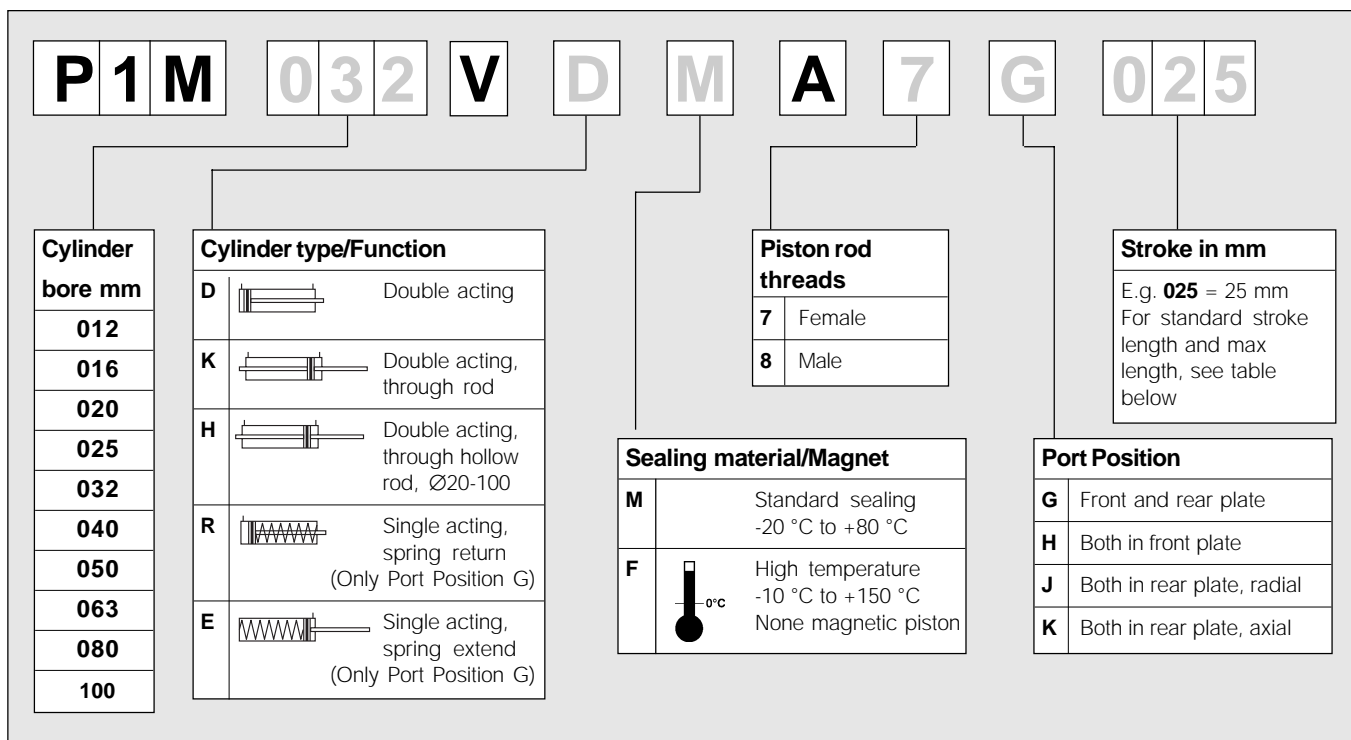 P1M 032 V D M A 7 G 025
Cylinder
bore mm
012
016
020
025
032
040
050
063
080
100
Cylinder type/Function
D Double acting
K Double acting,
through rod
H Double acting,
through hollow
rod, Ø20-100
R Single acting,
spring return
(Only Port Position G)
E Single acting,
spring extend
(Only Port Position G)
Sealing material/Magnet
M Standard sealing
-20 °C to +80 °C
F High temperature
0°C -10 °C to +150 °C
None magnetic piston
Piston rod
threads
7 Female
8 Male
Port Position
G Front and rear plate
H Both in front plate
J Both in rear plate, radial
K Both in rear plate, axial
Stroke in mm
E.g. 025 = 25 mm
For standard stroke
length and max
length, see table
below